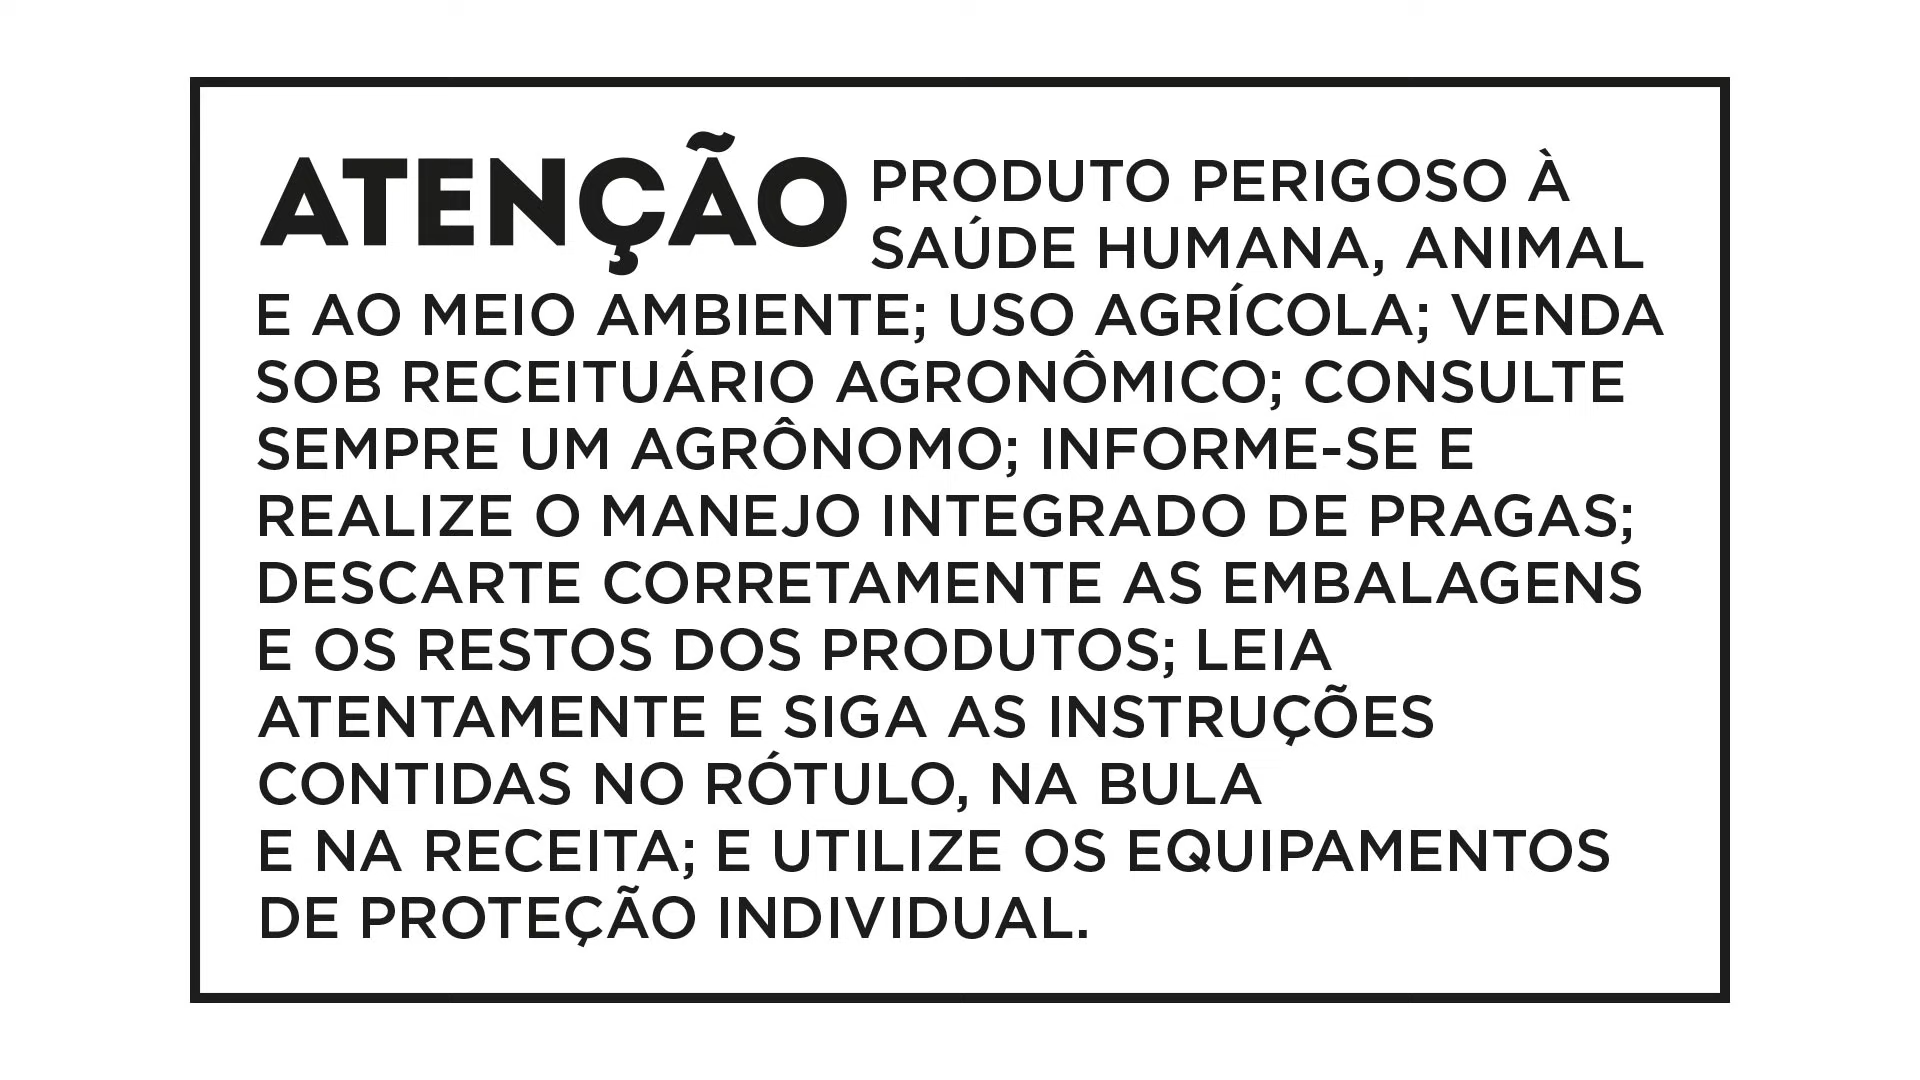 ATENÇÃO PRODUTO PERIGOSO À
SAÚDE HUMANA, ANIMAL
E AO MEIO AMBIENTE; USO AGRÍCOLA; VENDA
SOB RECEITUÁRIO AGRONÔMICO; CONSULTE
SEMPRE UM AGRÔNOMO; INFORME-SE E
REALIZE O MANEJO INTEGRADO DE PRAGAS;
DESCARTE CORRETAMENTE AS EMBALAGENS
E OS RESTOS DOS PRODUTOS; LEIA
ATENTAMENTE E SIGA AS INSTRUÇÕES
CONTIDAS NO RÓTULO, NA BULA
E NA RECEITA; E UTILIZE OS EQUIPAMENTOS
DE PROTEÇÃO INDIVIDUAL.